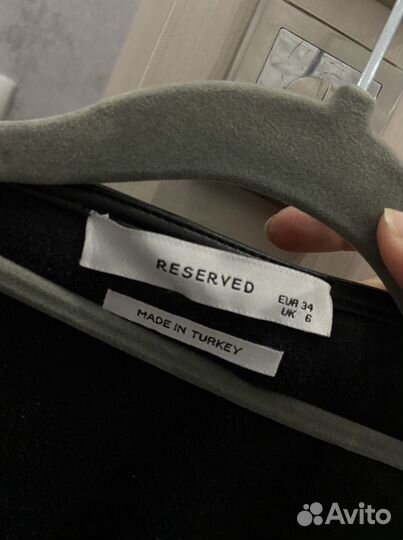 RESERVED
EUR 34
UK 6
MADE IN TURKEY
Avito